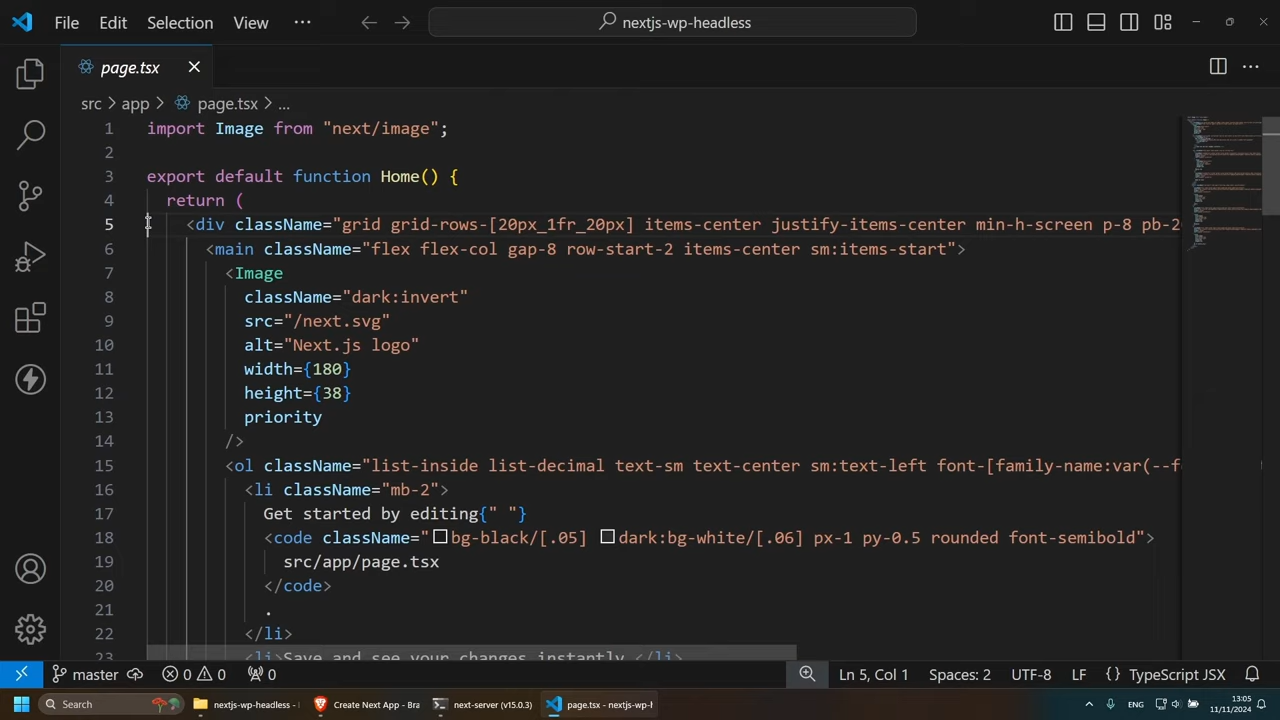 File Edit Selection View ··· nextjs-wp-headless
page.tsx
src > app > page.tsx > ...
1 import Image from "next/image";
2
3 export default function Home() {
4 return (
5 <div className="grid grid-rows-[20px_1fr_20px] items-center justify-items-center min-h-screen p-8 pb-2
6 <main className="flex flex-col gap-8 row-start-2 items-center sm:items-start">
7 <Image
8 className="dark:invert"
9 src="/next.svg"
10 alt="Next.js logo"
11 width={180}
12 height={38}
13 priority
14 />
15 <ol className="list-inside list-decimal text-sm text-center sm:text-left font-[family-name:var(--f
16 <li className="mb-2">
17 Get started by editing{" "}
18 <code className="bg-black/[.05] dark:bg-white/[.06] px-1 py-0.5 rounded font-semibold">
19 src/app/page.tsx
20 </code>
21 .
22 </li>
23 <li>Save and see your changes instantly.</li>
master 0 0 0 Ln 5, Col 1 Spaces: 2 UTF-8 LF {} TypeScript JSX
Search nextjs-wp-headless - Create Next App - Bra next-server (v15.0.3) page.tsx - nextjs-wp-h ENG 13:05
11/11/2024